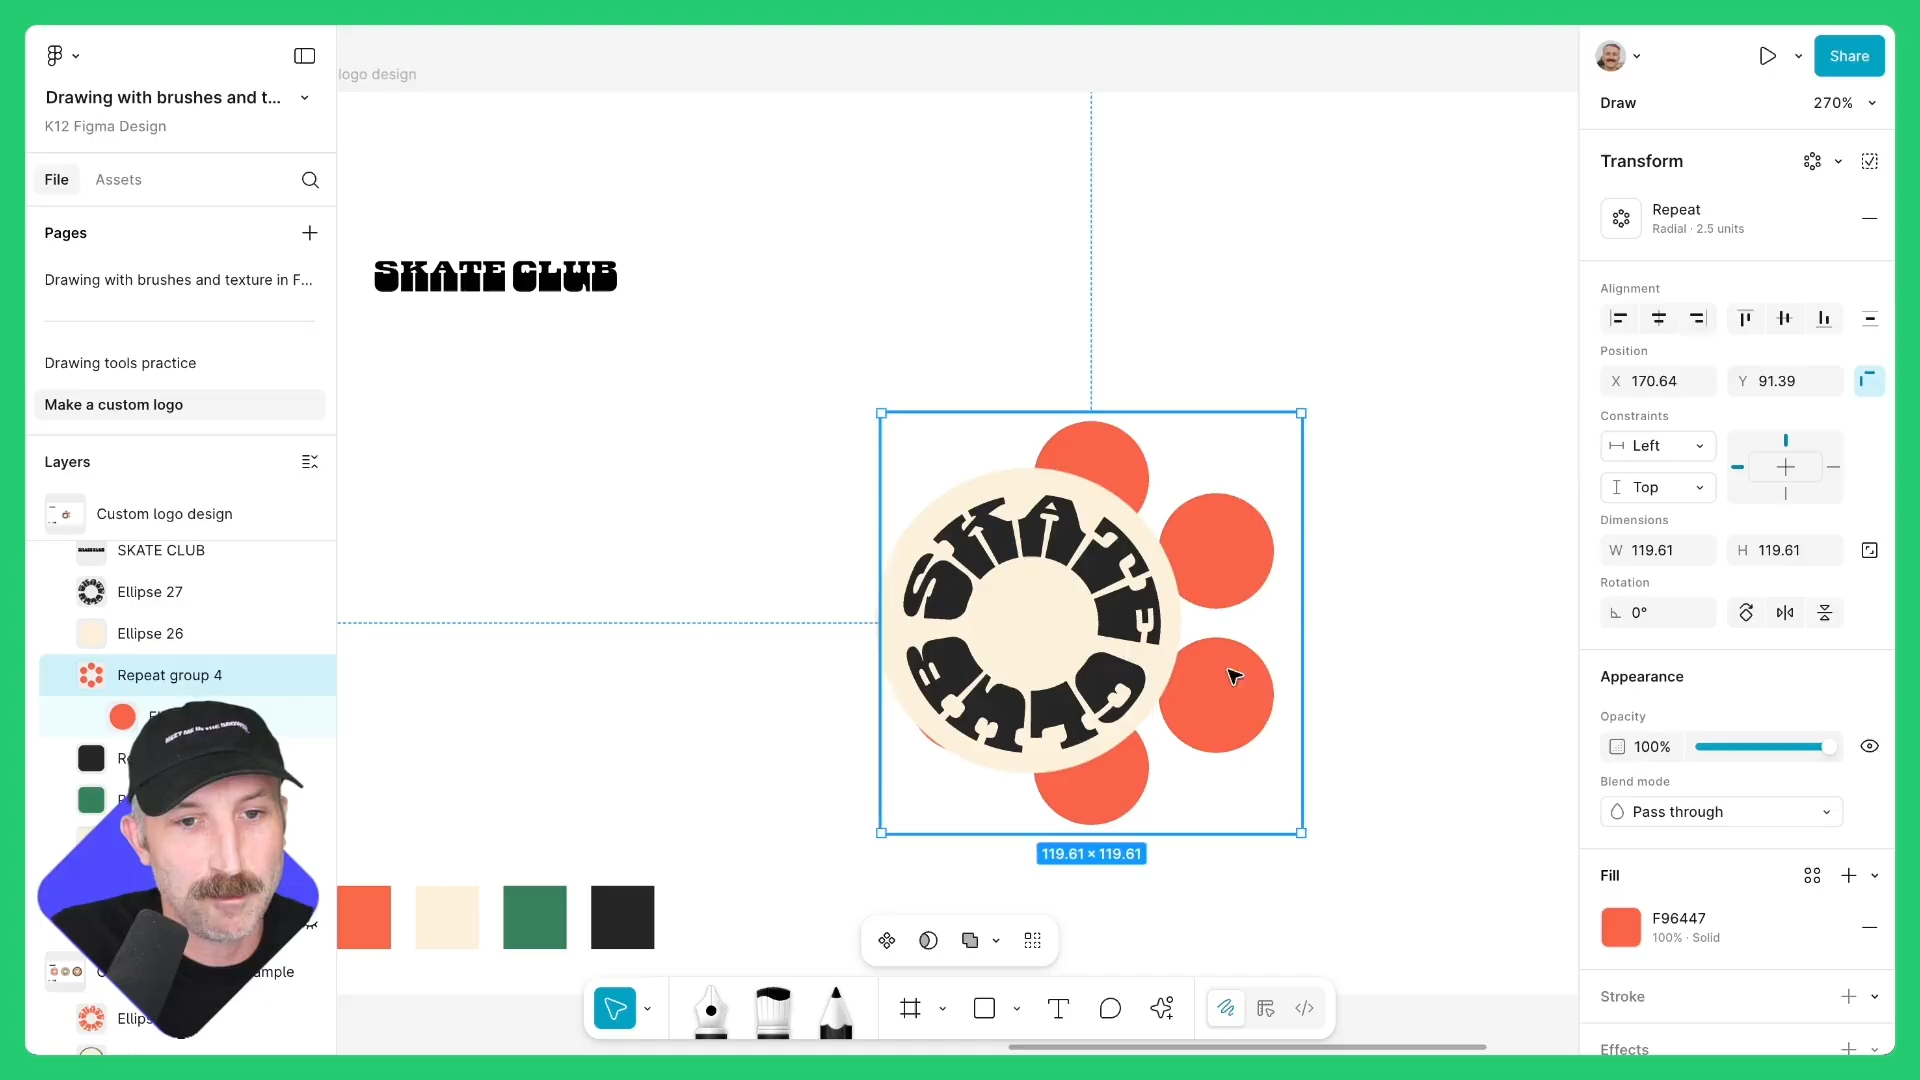 Drawing with brushes and t...
K12 Figma Design
File
Assets
Pages
Drawing with brushes and texture in F...
Drawing tools practice
Make a custom logo
Layers
Custom logo design
SKATE CLUB
Ellipse 27
Ellipse 26
Repeat group 4
logo design
SKATE CLUB
SKATE CLUB
119.61 × 119.61
Share
Draw
270%
Transform
Repeat
Radial · 2.5 units
Alignment
Position
X 170.64
Y 91.39
Constraints
Left
Top
Dimensions
W 119.61
H 119.61
Rotation
0°
Appearance
Opacity
100%
Blend mode
Pass through
Fill
F96447
100% · Solid
Stroke
Effects